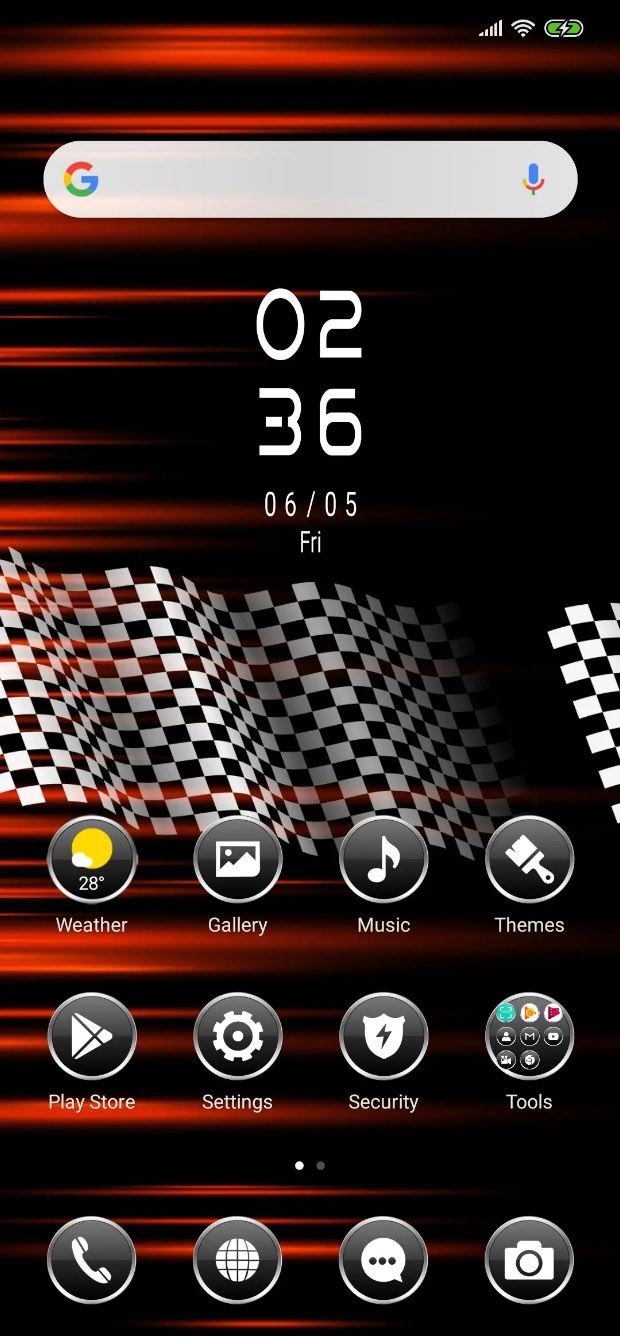 02
36
06/05
Fri
28°
Weather
Gallery
Music
Themes
Play Store
Settings
Security
Tools